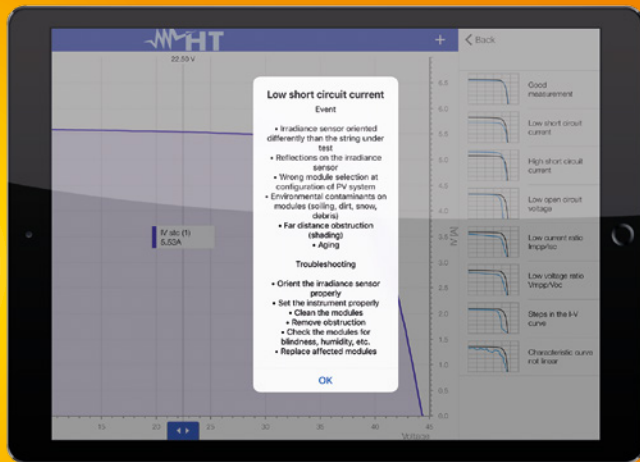 HT
+
Back
22.53 V
Low short circuit current
Event
• Irradiance sensor oriented
differently than the string under
test
• Reflections on the irradiance
sensor
• Wrong module selection at
configuration of PV system
• Environmental contaminants on
modules (soiling, dirt, snow,
debris)
• Far distance obstruction
(shading)
• Aging
Troubleshooting
• Orient the irradiance sensor
properly
• Set the instrument properly
• Clean the modules
• Remove obstruction
• Check the modules for
blindness, humidity, etc.
• Replace affected modules
OK
IV stc (1)
5.53A
6.5
6.0
5.5
5.0
4.5
4.0
3.5
3.0
2.5
2.0
1.5
1.0
0.5
0.0
15
20
25
30
35
40
45
Voltage
Good
measurement
Low short circuit
current
High short circuit
current
Low open circuit
voltage
Low current ratio
Impp/Isc
Low voltage ratio
Vmpp/Voc
Steps in the I-V
curve
Characteristic curve
not linear